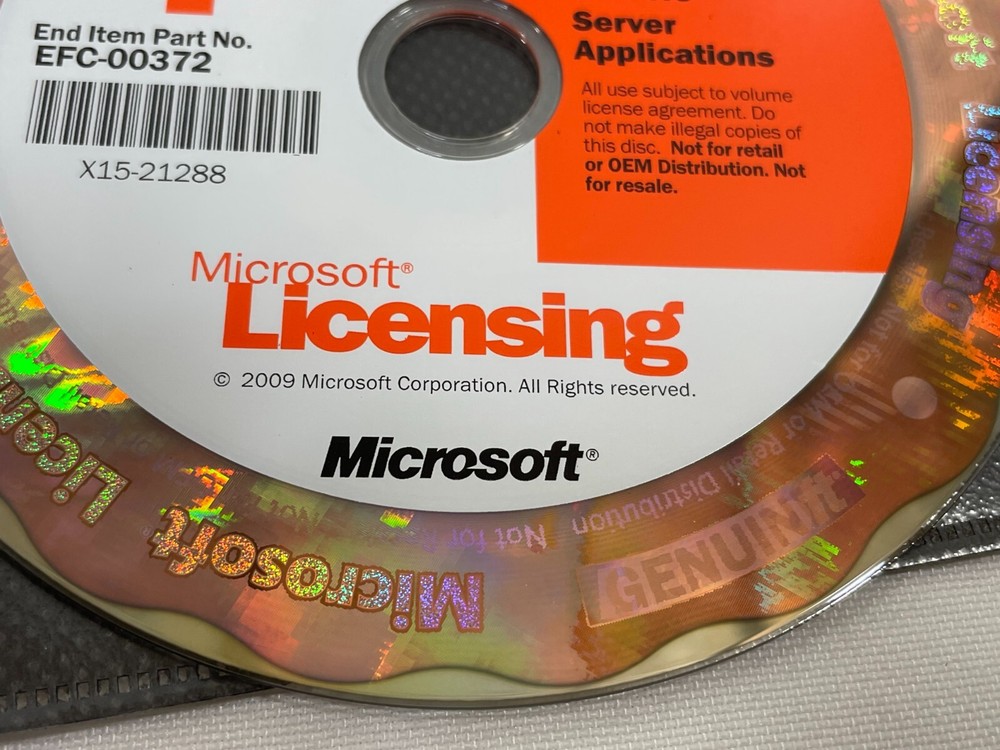 End Item Part No.
EFC-00372
X15-21288
Server
Applications
All use subject to volume
license agreement. Do
not make illegal copies of
this disc. Not for retail
or OEM Distribution. Not
for resale.
Microsoft®
Licensing
© 2009 Microsoft Corporation. All Rights reserved.
Microsoft®
Licensing
Microsoft
GENUINE
Not for
Distribution